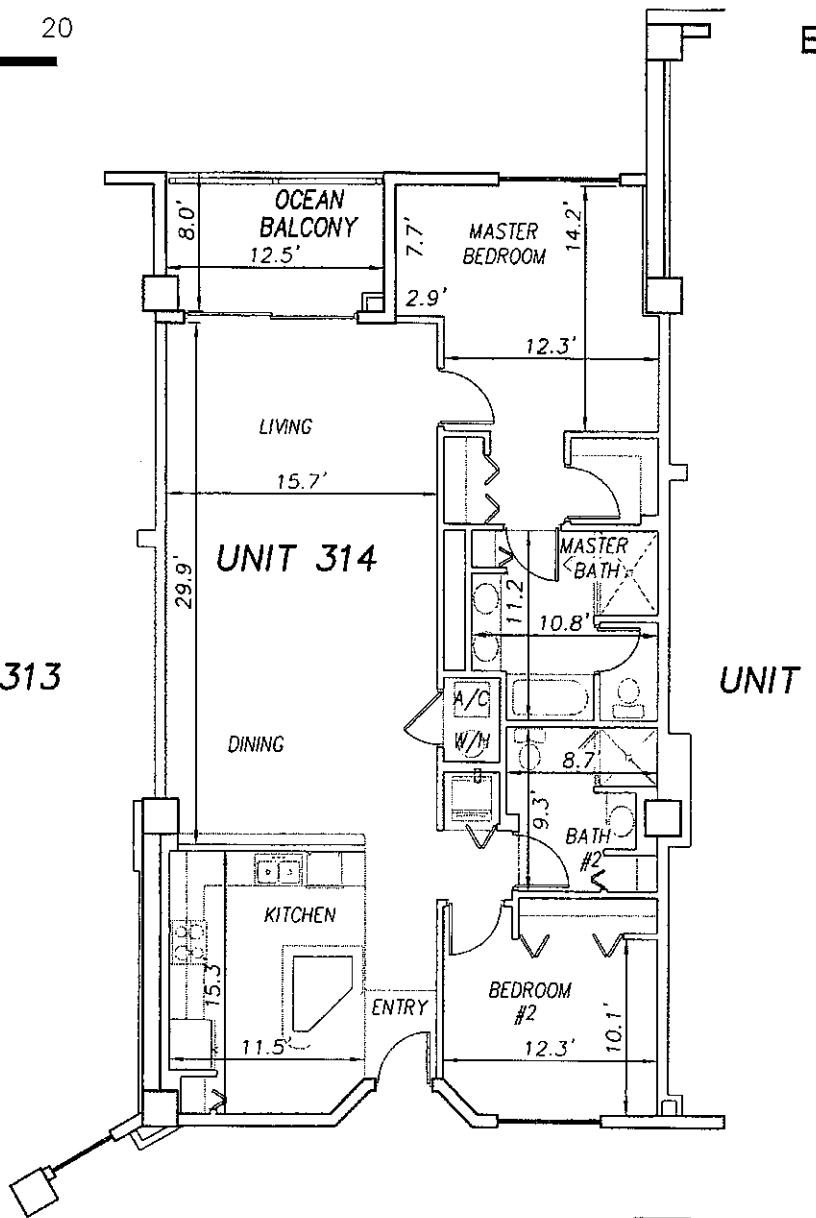 20
E
OCEAN
BALCONY
8.0'
12.5'
7.7'
2.9'
MASTER
BEDROOM
14.2'
12.3'
LIVING
15.7'
UNIT 314
29.9'
MASTER
BATH
11.2
10.8'
313
UNIT
A/C
W/H
DINING
8.7'
9.3'
BATH
#2
KITCHEN
15.3'
11.5'
ENTRY
BEDROOM
#2
12.3'
10.1'